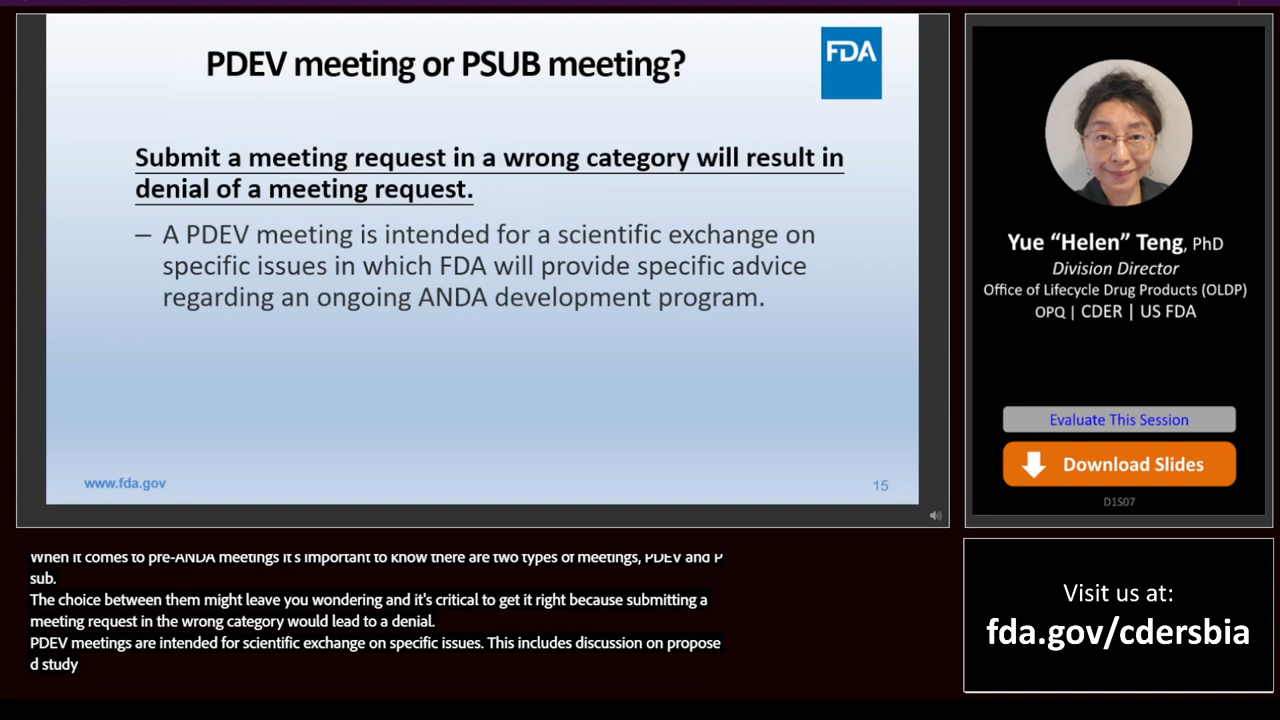 PDEV meeting or PSUB meeting?
FDA
Submit a meeting request in a wrong category will result in
denial of a meeting request.
– A PDEV meeting is intended for a scientific exchange on
specific issues in which FDA will provide specific advice
regarding an ongoing ANDA development program.
www.fda.gov
15
Yue “Helen” Teng, PhD
Division Director
Office of Lifecycle Drug Products (OLDP)
OPQ | CDER | US FDA
Evaluate This Session
Download Slides
D1S07
When it comes to pre-ANDA meetings it's important to know there are two types of meetings, PDEV and P
sub.
The choice between them might leave you wondering and it's critical to get it right because submitting a
meeting request in the wrong category would lead to a denial.
PDEV meetings are intended for scientific exchange on specific issues. This includes discussion on propose
d study
Visit us at:
fda.gov/cdersbia